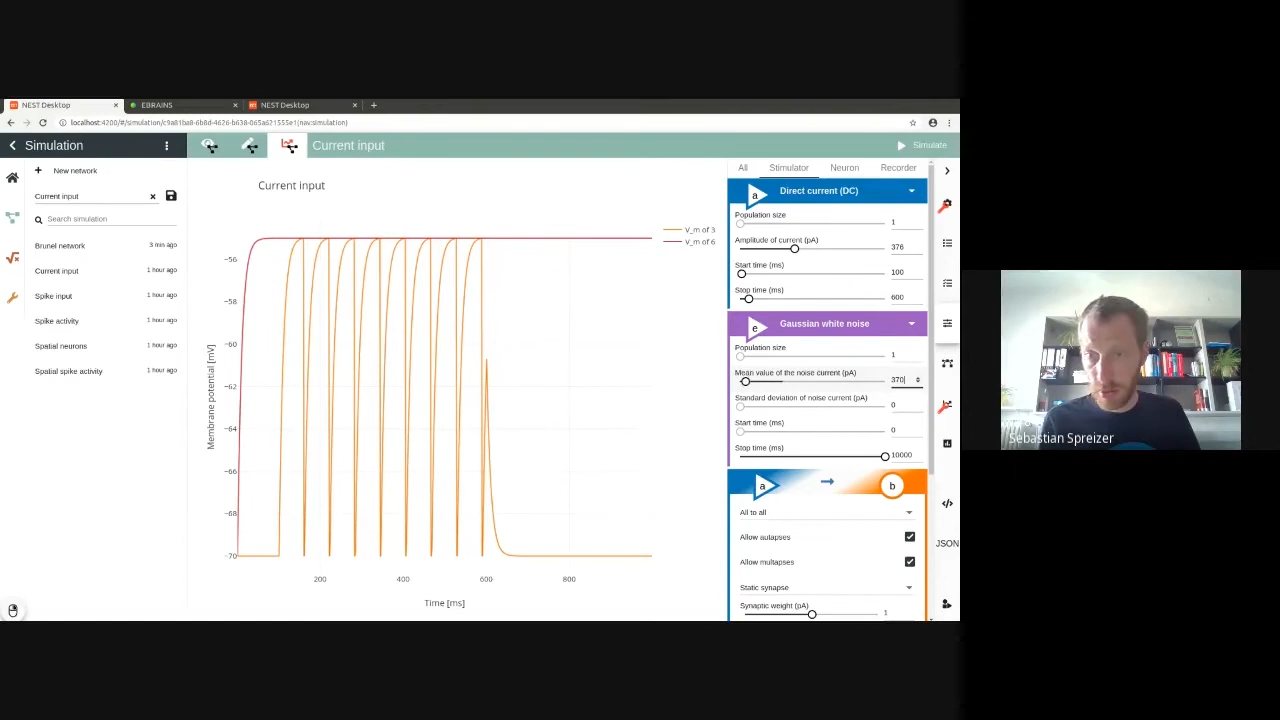 NEST Desktop
EBRAINS
NEST Desktop
localhost:4200/#/simulation/c9a81ba8-6b8d-4626-b638-065a621555e1(nav:simulation)
Simulation
Current input
Simulate
New network
Current input
Search simulation
Brunel network 3 min ago
Current input 1 hour ago
Spike input 1 hour ago
Spike activity 1 hour ago
Spatial neurons 1 hour ago
Spatial spike activity 1 hour ago
Current input
V_m of 3
V_m of 6
Membrane potential [mV]
−56
−58
−60
−62
−64
−66
−68
−70
200 400 600 800
Time [ms]
All Stimulator Neuron Recorder
a Direct current (DC)
Population size
1
Amplitude of current (pA)
376
Start time (ms)
100
Stop time (ms)
600
e Gaussian white noise
Population size
1
Mean value of the noise current (pA)
370
Standard deviation of noise current (pA)
0
Start time (ms)
0
Stop time (ms)
10000
a b
All to all
Allow autapses
Allow multapses
Static synapse
Synaptic weight (pA)
1
JSON
Sebastian Spreizer